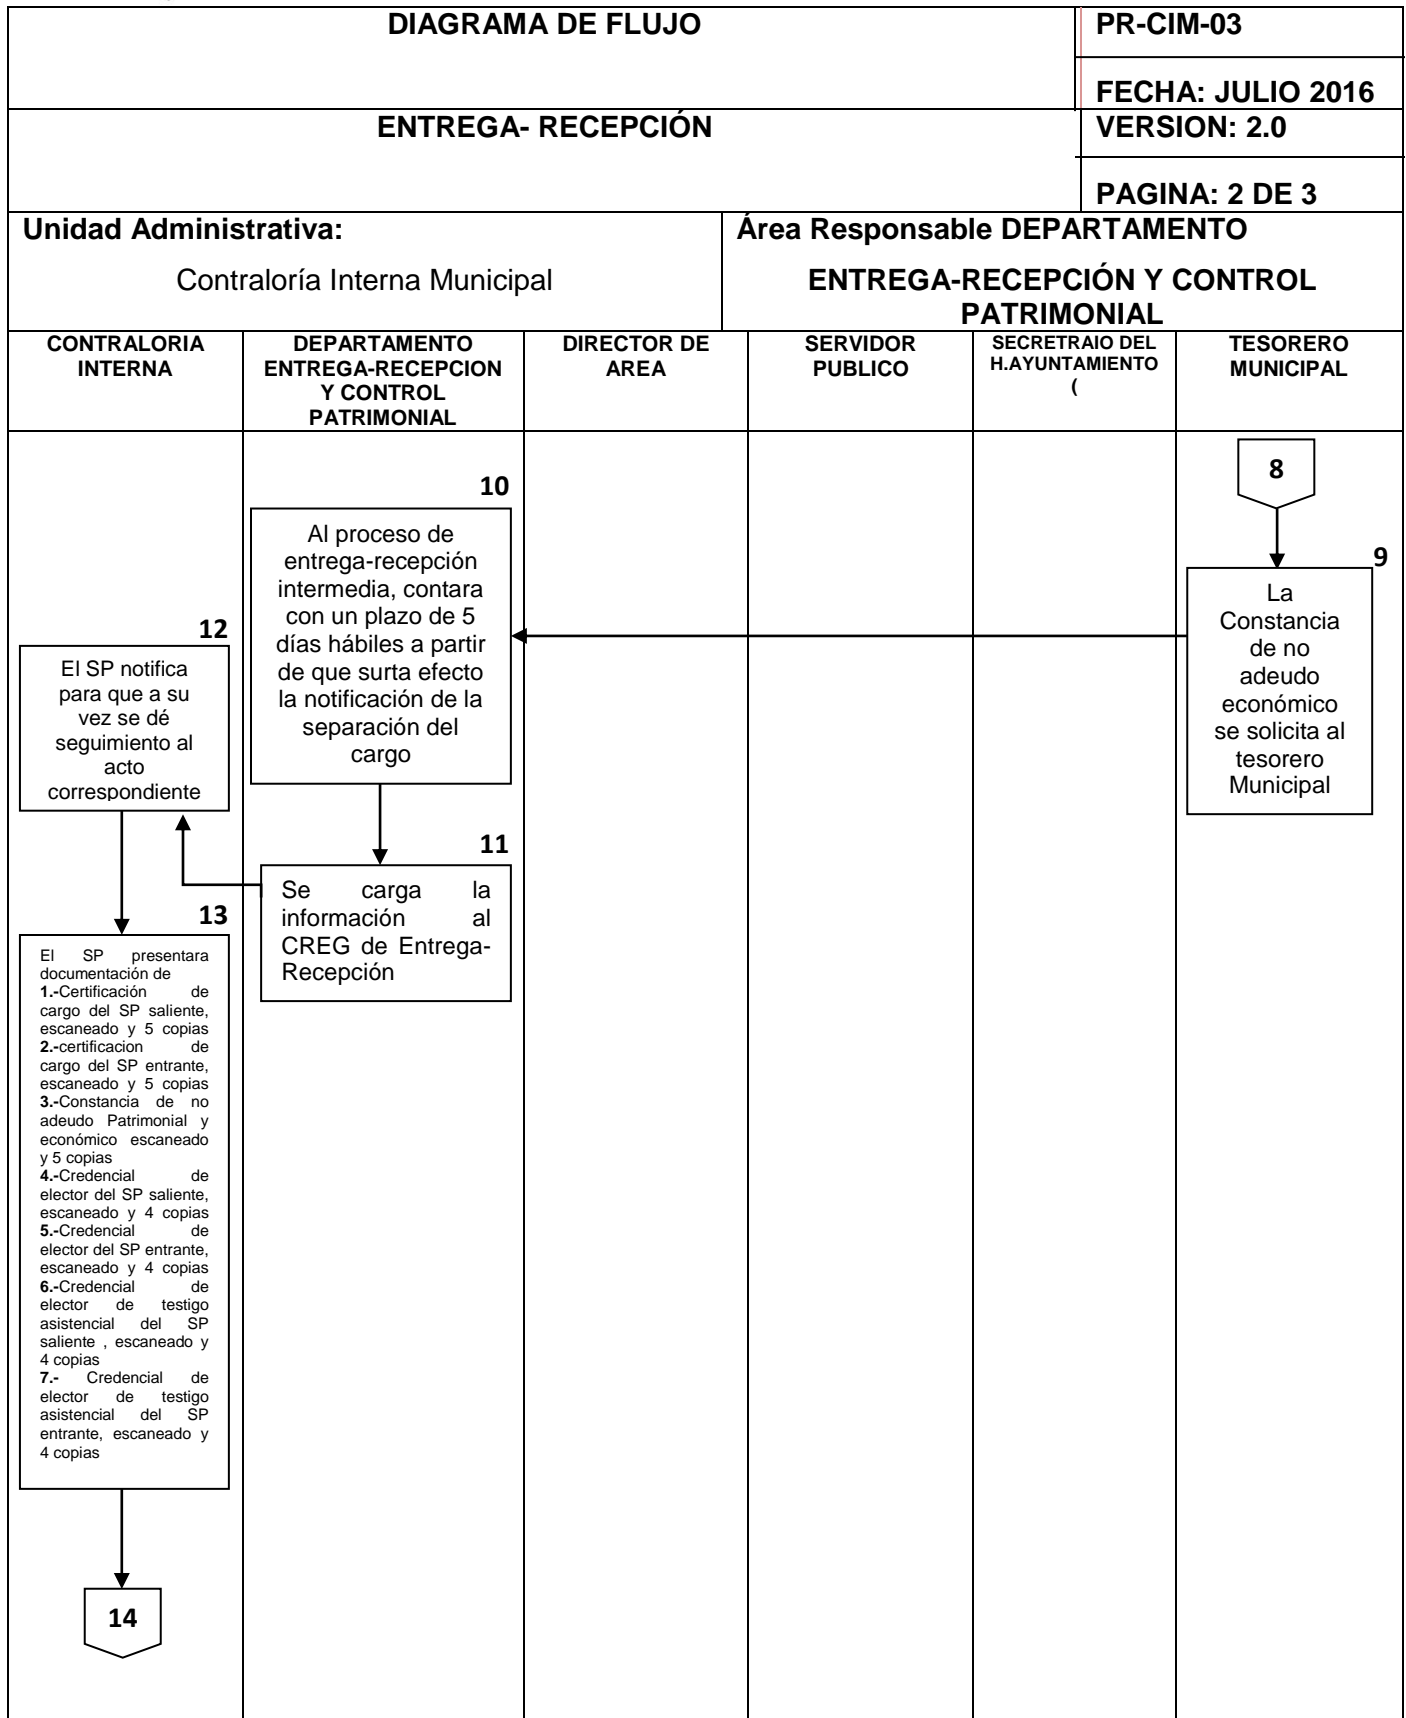 DIAGRAMA DE FLUJO
PR-CIM-03
FECHA: JULIO 2016
ENTREGA- RECEPCIÓN
VERSION: 2.0
PAGINA: 2 DE 3
Unidad Administrativa:
Contraloría Interna Municipal
Área Responsable DEPARTAMENTO
ENTREGA-RECEPCIÓN Y CONTROL
PATRIMONIAL
CONTRALORIA
INTERNA
DEPARTAMENTO
ENTREGA-RECEPCION
Y CONTROL
PATRIMONIAL
DIRECTOR DE
AREA
SERVIDOR
PUBLICO
SECRETRAIO DEL
H.AYUNTAMIENTO
(
TESORERO
MUNICIPAL
8
9
La
Constancia
de no
adeudo
económico
se solicita al
tesorero
Municipal
10
Al proceso de
entrega-recepción
intermedia, contara
con un plazo de 5
días hábiles a partir
de que surta efecto
la notificación de la
separación del
cargo
11
Se carga la
información al
CREG de Entrega-
Recepción
12
El SP notifica
para que a su
vez se dé
seguimiento al
acto
correspondiente
13
El SP presentara
documentación de
1.-Certificación de
cargo del SP saliente,
escaneado y 5 copias
2.-certificacion de
cargo del SP entrante,
escaneado y 5 copias
3.-Constancia de no
adeudo Patrimonial y
económico escaneado
y 5 copias
4.-Credencial de
elector del SP saliente,
escaneado y 4 copias
5.-Credencial de
elector del SP entrante,
escaneado y 4 copias
6.-Credencial de
elector de testigo
asistencial del SP
saliente , escaneado y
4 copias
7.- Credencial de
elector de testigo
asistencial del SP
entrante, escaneado y
4 copias
14